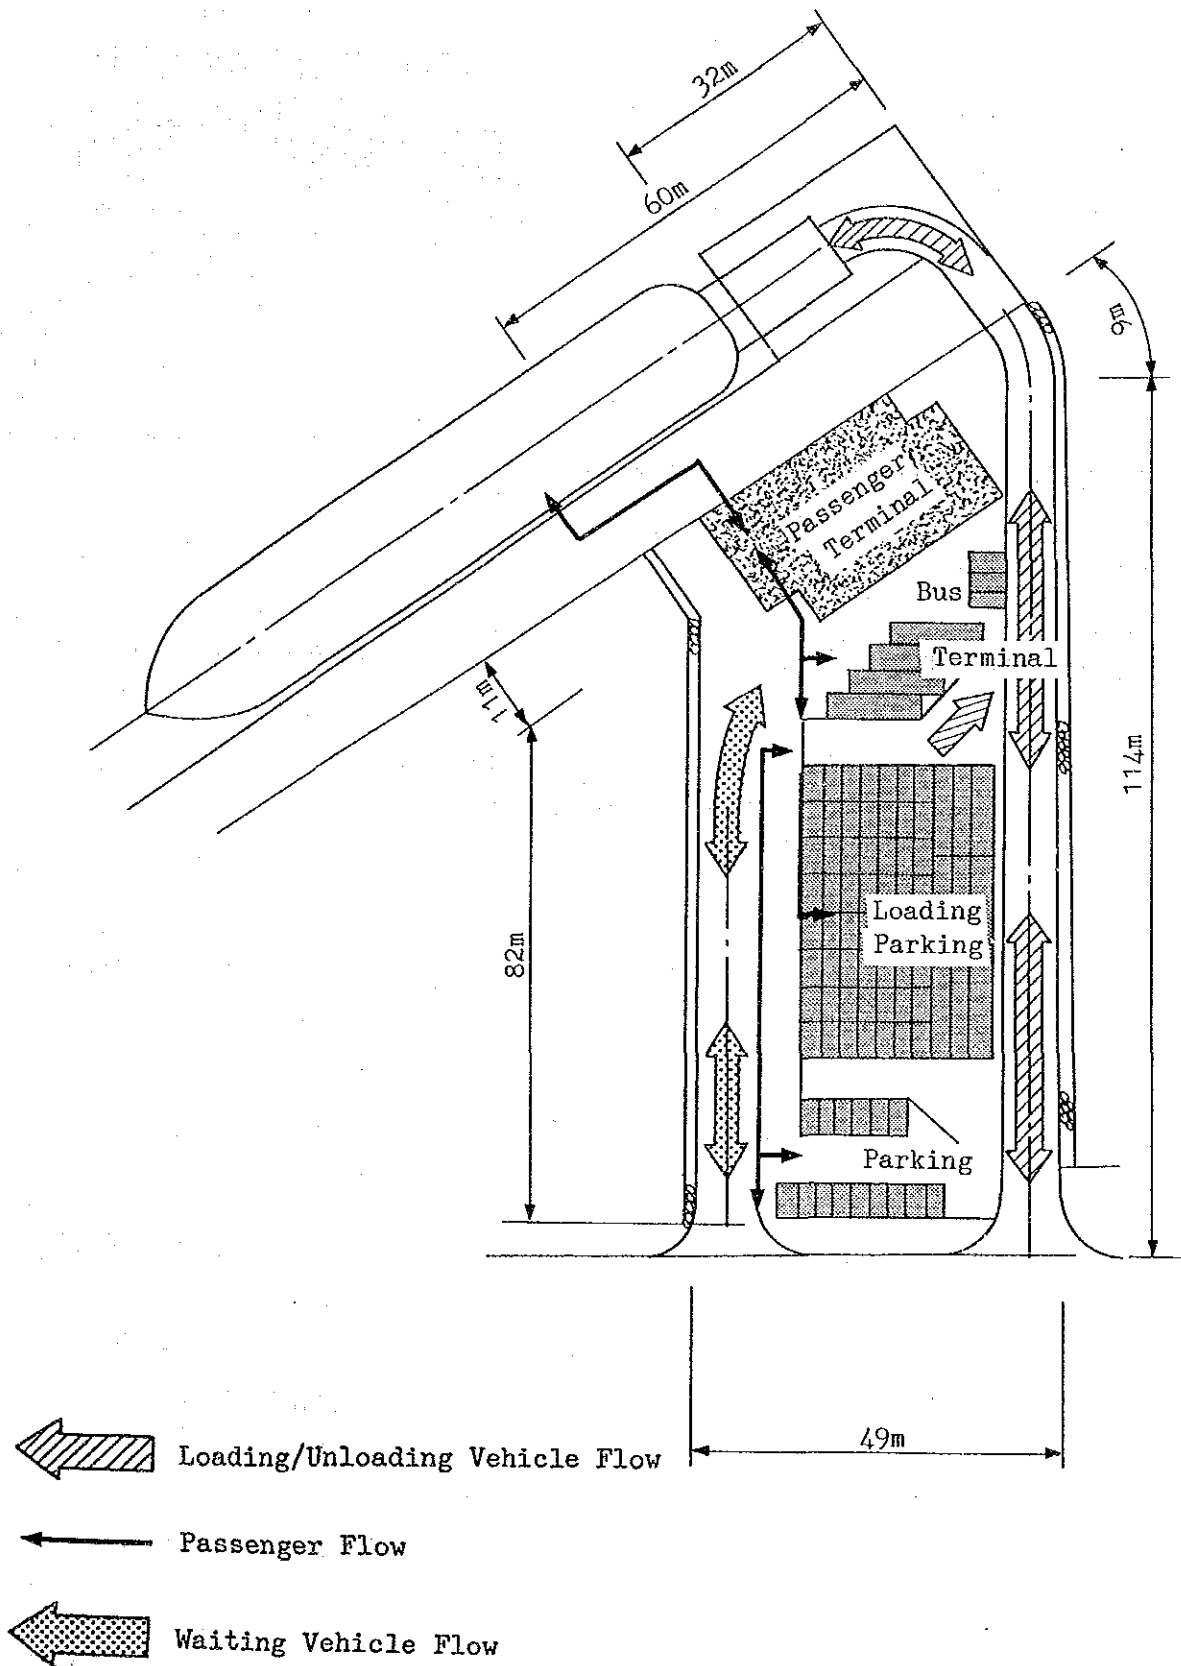 32m
60m
9m
Passenger
Terminal
Bus
Terminal
11m
114m
Loading
Parking
82m
Parking
49m
Loading/Unloading Vehicle Flow
Passenger Flow
Waiting Vehicle Flow